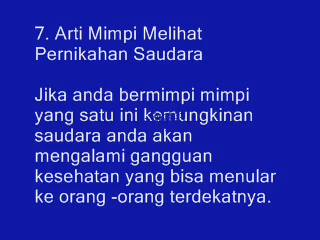 7. Arti Mimpi Melihat
Pernikahan Saudara
Jika anda bermimpi mimpi
yang satu ini kemungkinan
saudara anda akan
mengalami gangguan
kesehatan yang bisa menular
ke orang -orang terdekatnya.